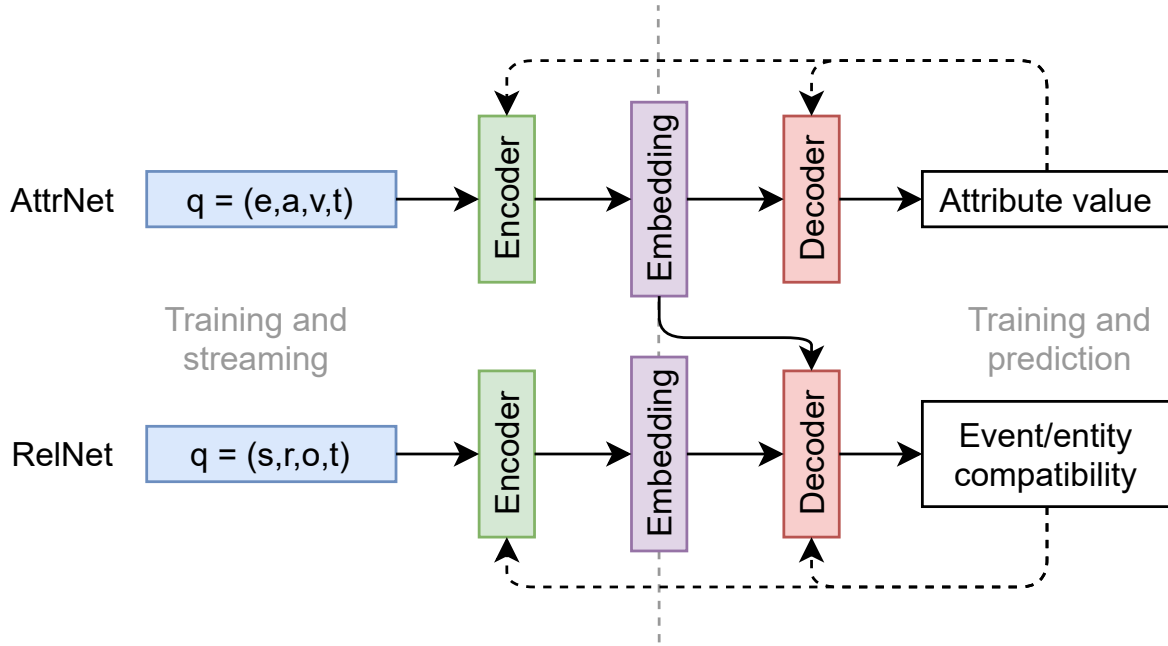 AttrNet
q = (e,a,v,t)
Encoder
Embedding
Decoder
Attribute value
Training and
streaming
Training and
prediction
RelNet
q = (s,r,o,t)
Encoder
Embedding
Decoder
Event/entity
compatibility